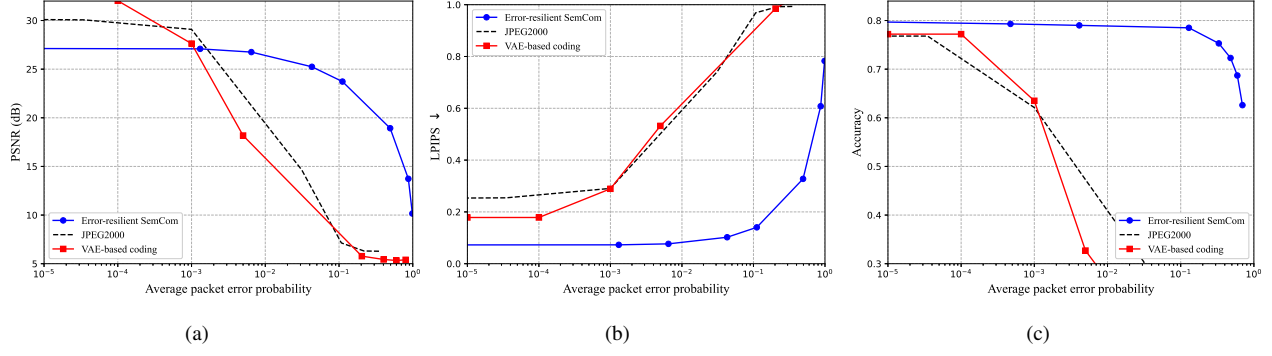 30
25
20
15
10
5
PSNR (dB)
Error-resilient SemCom
JPEG2000
VAE-based coding
10⁻⁵ 10⁻⁴ 10⁻³ 10⁻² 10⁻¹ 10⁰
Average packet error probability
(a)
1.0
0.8
0.6
0.4
0.2
0.0
LPIPS ↓
Error-resilient SemCom
JPEG2000
VAE-based coding
10⁻⁵ 10⁻⁴ 10⁻³ 10⁻² 10⁻¹ 10⁰
Average packet error probability
(b)
0.8
0.7
0.6
0.5
0.4
0.3
Accuracy
Error-resilient SemCom
JPEG2000
VAE-based coding
10⁻⁵ 10⁻⁴ 10⁻³ 10⁻² 10⁻¹ 10⁰
Average packet error probability
(c)